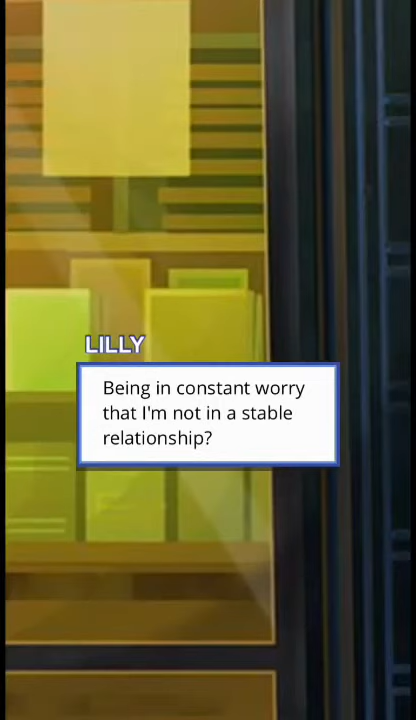 LILLY
Being in constant worry
that I'm not in a stable
relationship?